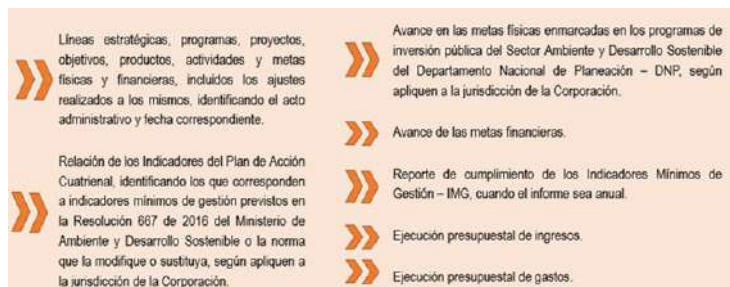 Líneas estratégicas, programas, proyectos,
objetivos, productos, actividades y metas
físicas y financieras, incluidos los ajustes
realizados a los mismos, identificando el acto
administrativo y fecha correspondiente.
Relación de los Indicadores del Plan de Acción
Cuatrienal, identificando los que corresponden
a indicadores mínimos de gestión previstos en
la Resolución 667 de 2016 del Ministerio de
Ambiente y Desarrollo Sostenible o la norma
que la modifique o sustituya, según apliquen a
la jurisdicción de la Corporación.
Avance en las metas físicas enmarcadas en los programas de
inversión pública del Sector Ambiente y Desarrollo Sostenible
del Departamento Nacional de Planeación – DNP, según
apliquen a la jurisdicción de la Corporación.
Avance de las metas financieras.
Reporte de cumplimiento de los Indicadores Mínimos de
Gestión – IMG, cuando el informe sea anual.
Ejecución presupuestal de ingresos.
Ejecución presupuestal de gastos.